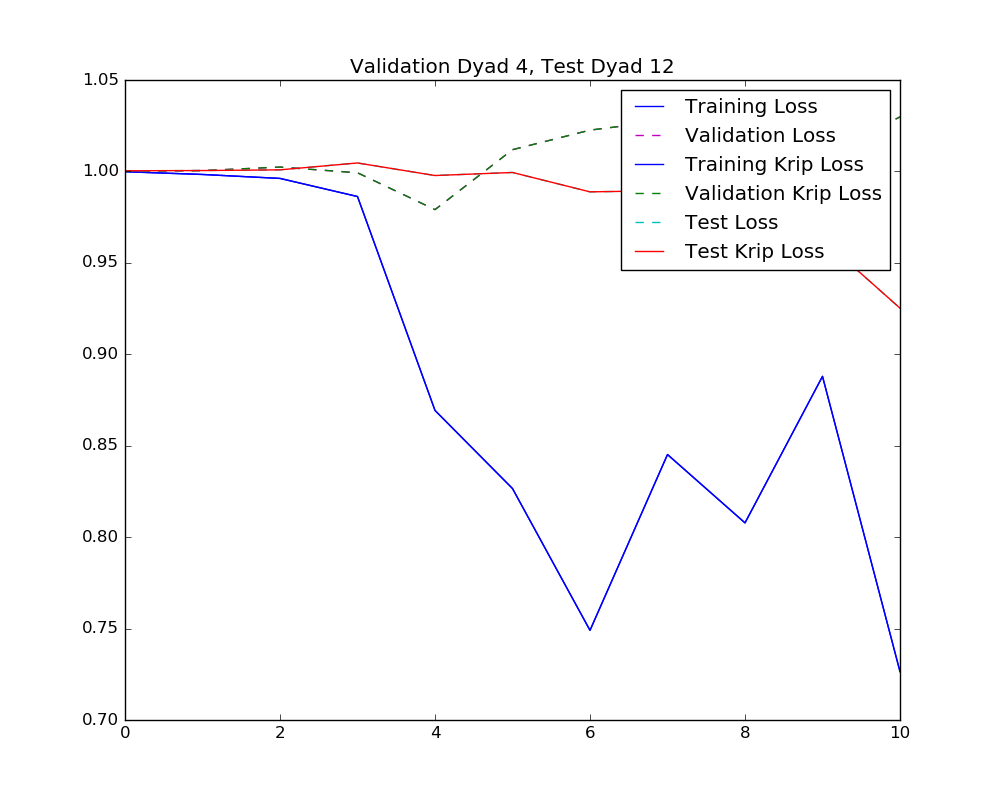 Validation Dyad 4, Test Dyad 12
1.05
1.00
0.95
0.90
0.85
0.80
0.75
0.70
Training Loss
Validation Loss
Training Krip Loss
Validation Krip Loss
Test Loss
Test Krip Loss
0 2 4 6 8 10